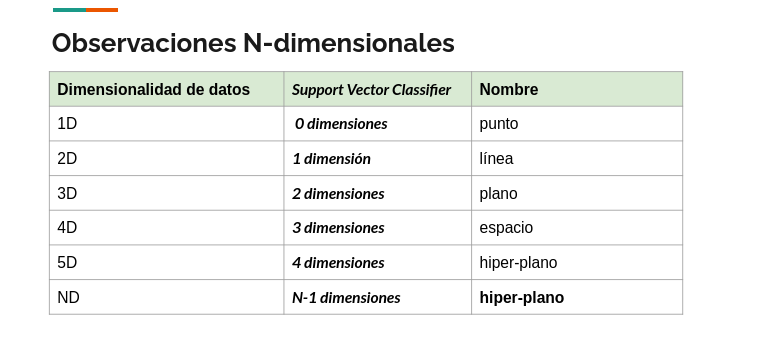 Observaciones N-dimensionales
Dimensionalidad de datos Support Vector Classifier Nombre
1D 0 dimensiones punto
2D 1 dimensión línea
3D 2 dimensiones plano
4D 3 dimensiones espacio
5D 4 dimensiones hiper-plano
ND N-1 dimensiones hiper-plano